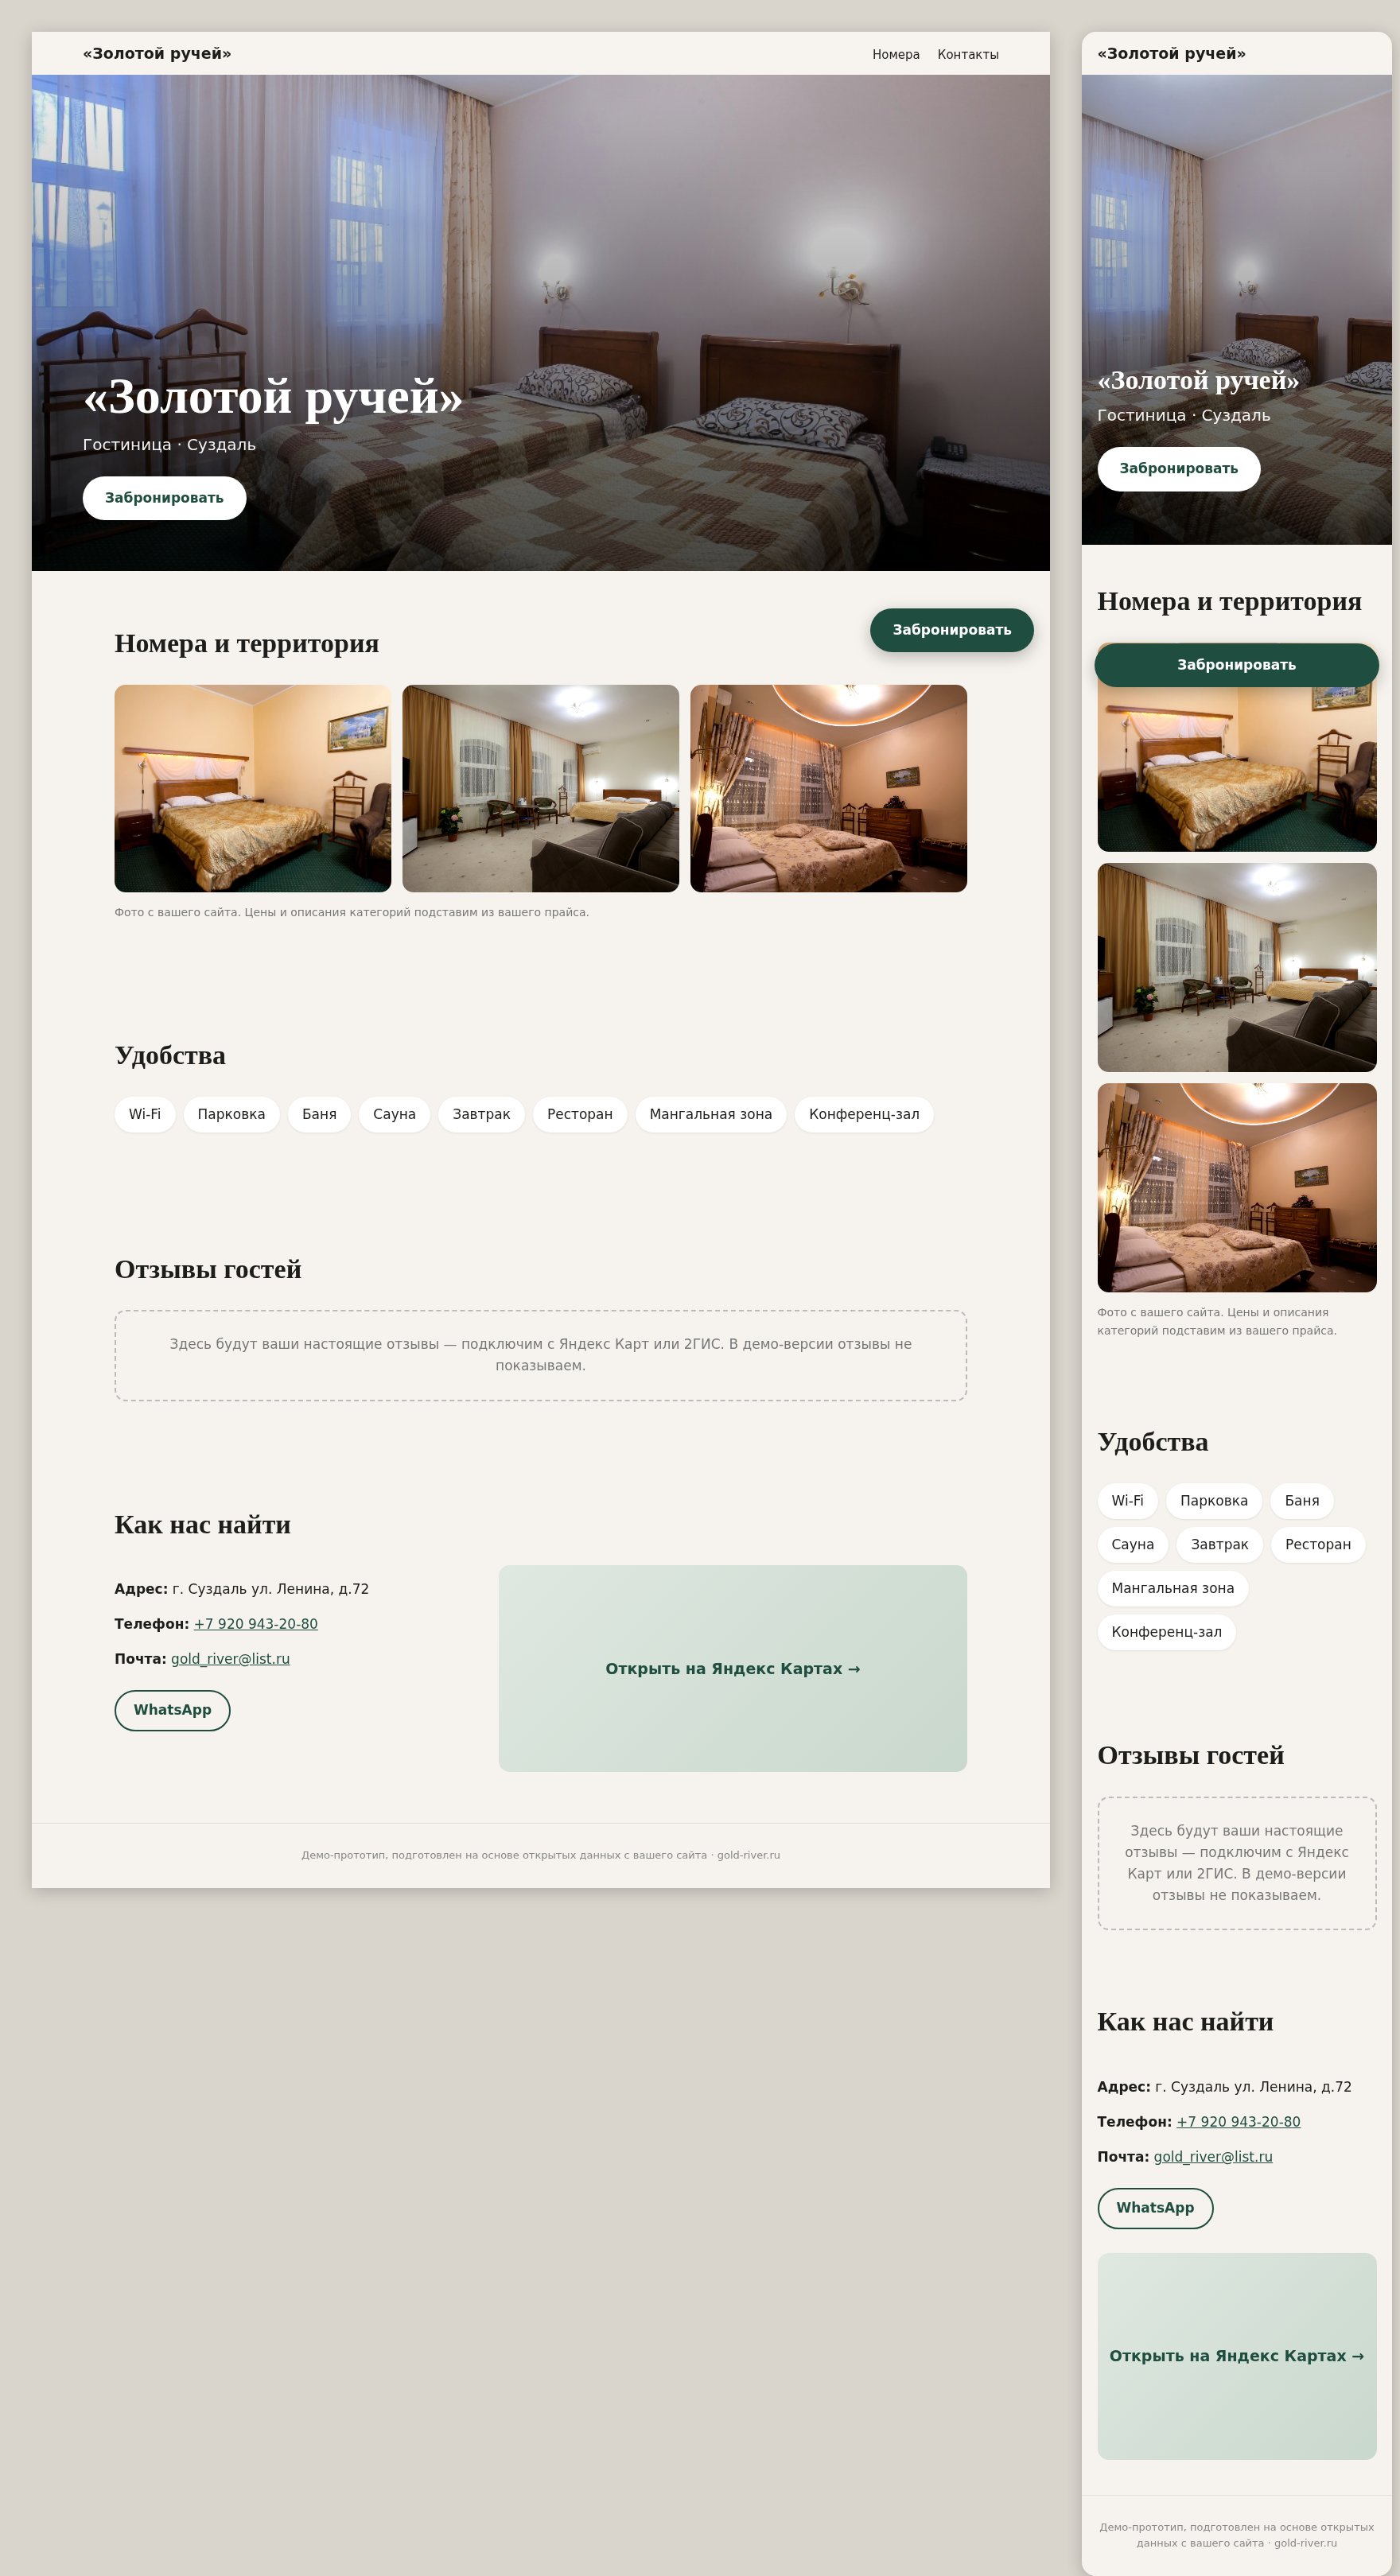 «Золотой ручей»
Номера
Контакты
«Золотой ручей»
Гостиница · Суздаль
Забронировать
Забронировать
Номера и территория
Фото с вашего сайта. Цены и описания категорий подставим из вашего прайса.
Удобства
Wi-Fi
Парковка
Баня
Сауна
Завтрак
Ресторан
Мангальная зона
Конференц-зал
Отзывы гостей
Здесь будут ваши настоящие отзывы — подключим с Яндекс Карт или 2ГИС. В демо-версии отзывы не
показываем.
Как нас найти
Адрес: г. Суздаль ул. Ленина, д.72
Телефон: +7 920 943-20-80
Почта: gold_river@list.ru
WhatsApp
Открыть на Яндекс Картах →
Демо-прототип, подготовлен на основе открытых данных с вашего сайта · gold-river.ru
«Золотой ручей»
«Золотой ручей»
Гостиница · Суздаль
Забронировать
Номера и территория
Забронировать
Фото с вашего сайта. Цены и описания
категорий подставим из вашего прайса.
Удобства
Wi-Fi
Парковка
Баня
Сауна
Завтрак
Ресторан
Мангальная зона
Конференц-зал
Отзывы гостей
Здесь будут ваши настоящие
отзывы — подключим с Яндекс
Карт или 2ГИС. В демо-версии
отзывы не показываем.
Как нас найти
Адрес: г. Суздаль ул. Ленина, д.72
Телефон: +7 920 943-20-80
Почта: gold_river@list.ru
WhatsApp
Открыть на Яндекс Картах →
Демо-прототип, подготовлен на основе открытых
данных с вашего сайта · gold-river.ru